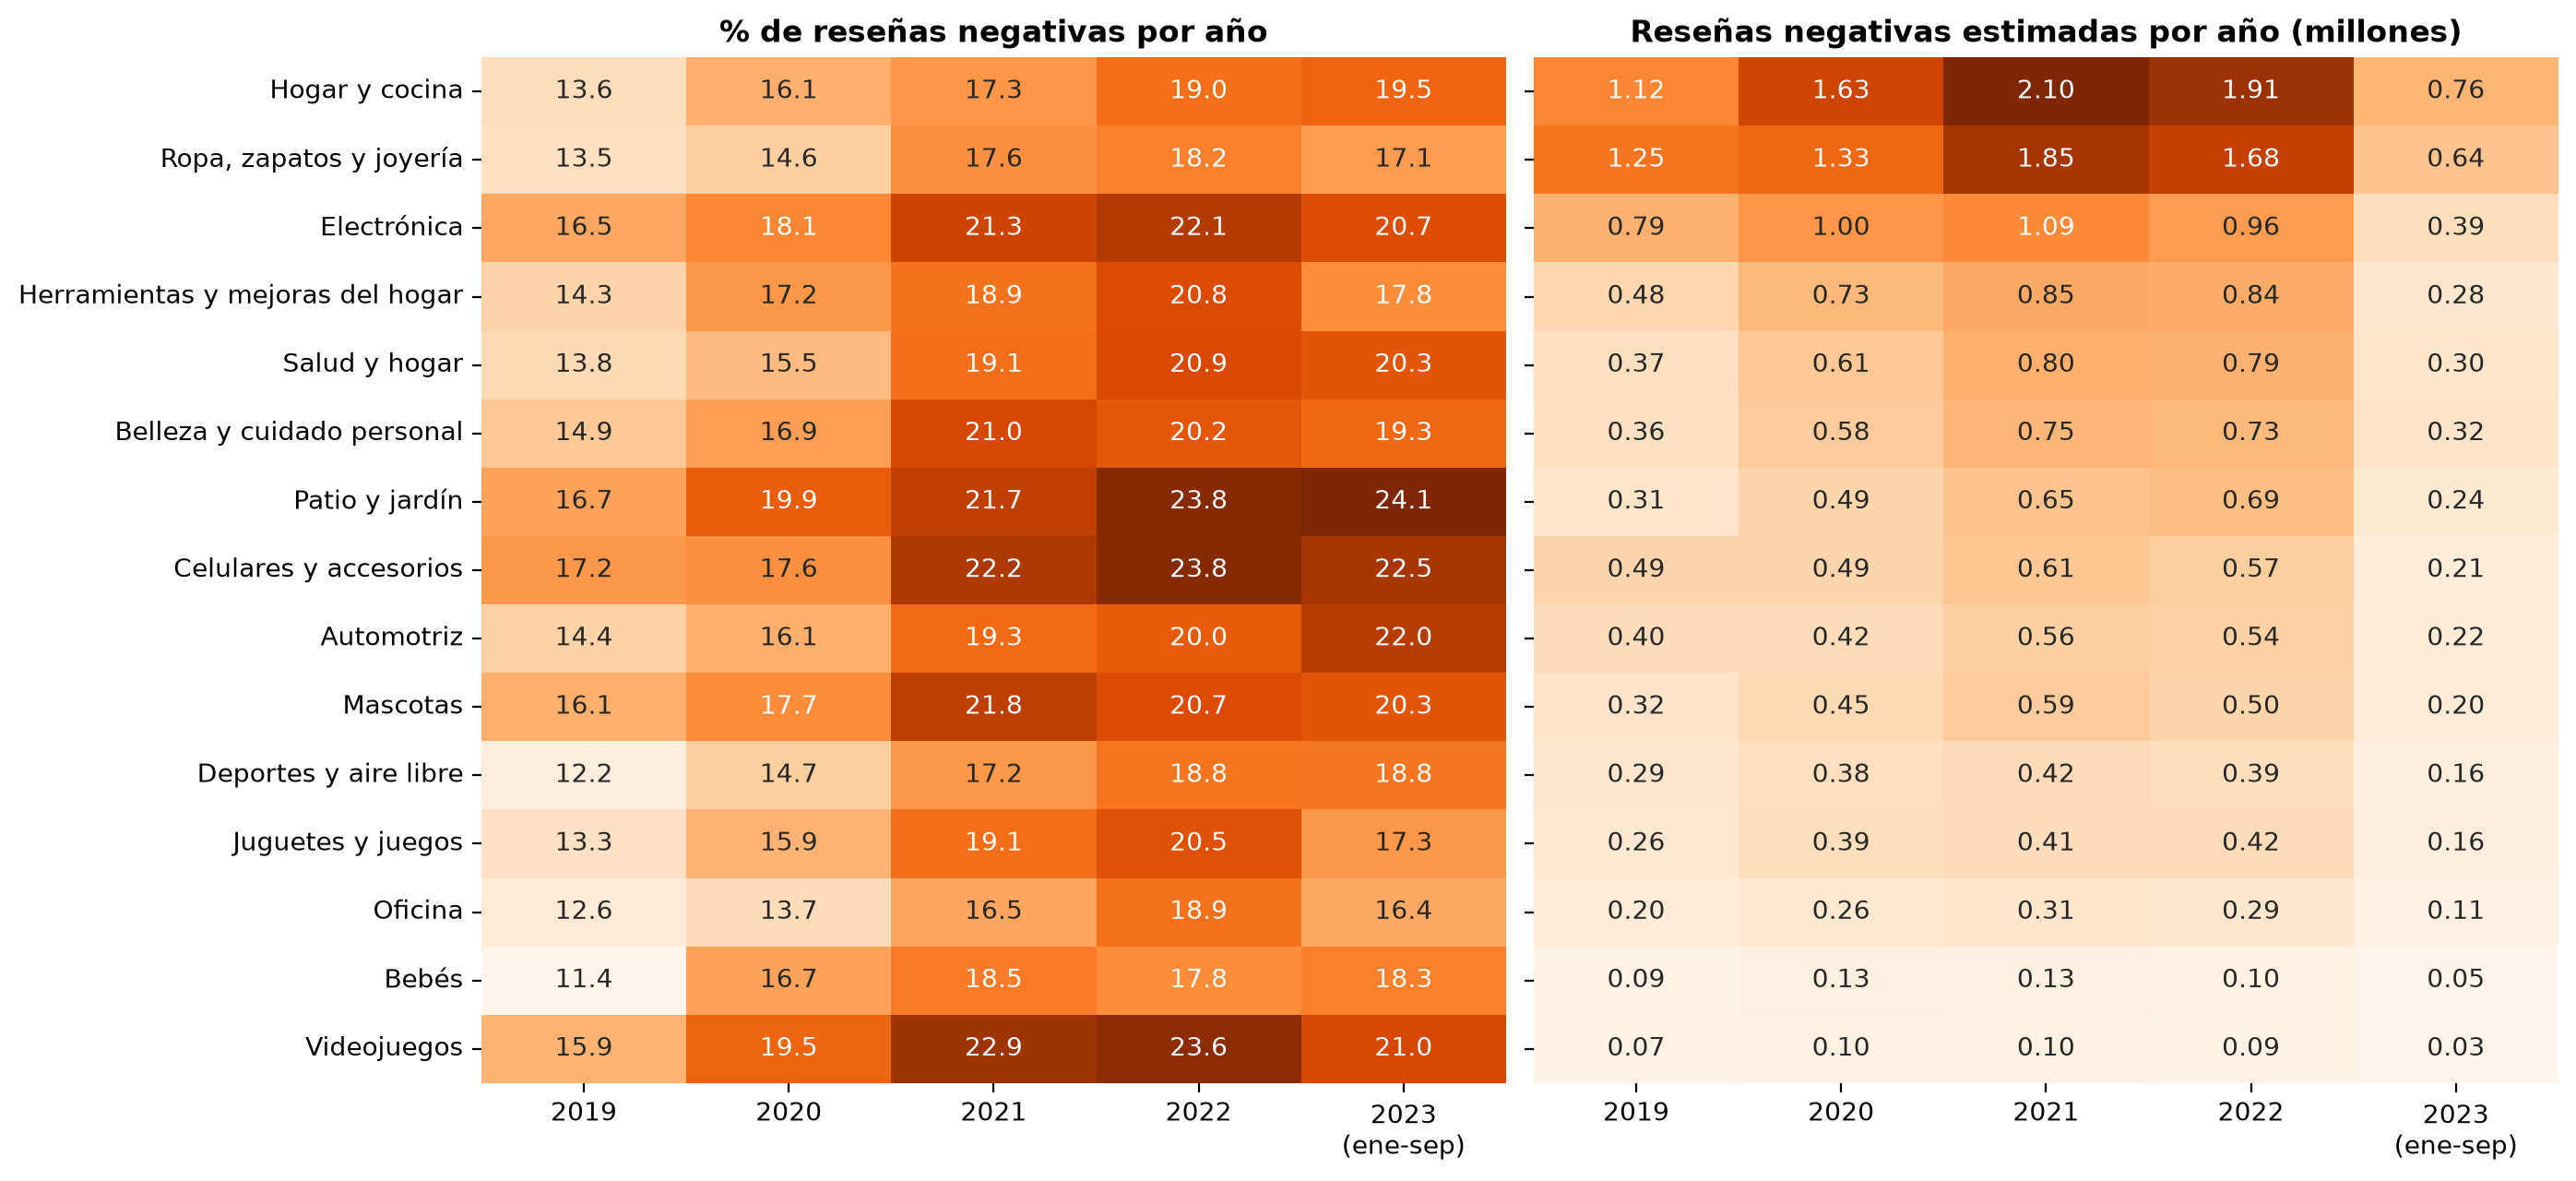 % de reseñas negativas por año
Reseñas negativas estimadas por año (millones)
Hogar y cocina 13.6 16.1 17.3 19.0 19.5 1.12 1.63 2.10 1.91 0.76
Ropa, zapatos y joyería 13.5 14.6 17.6 18.2 17.1 1.25 1.33 1.85 1.68 0.64
Electrónica 16.5 18.1 21.3 22.1 20.7 0.79 1.00 1.09 0.96 0.39
Herramientas y mejoras del hogar 14.3 17.2 18.9 20.8 17.8 0.48 0.73 0.85 0.84 0.28
Salud y hogar 13.8 15.5 19.1 20.9 20.3 0.37 0.61 0.80 0.79 0.30
Belleza y cuidado personal 14.9 16.9 21.0 20.2 19.3 0.36 0.58 0.75 0.73 0.32
Patio y jardín 16.7 19.9 21.7 23.8 24.1 0.31 0.49 0.65 0.69 0.24
Celulares y accesorios 17.2 17.6 22.2 23.8 22.5 0.49 0.49 0.61 0.57 0.21
Automotriz 14.4 16.1 19.3 20.0 22.0 0.40 0.42 0.56 0.54 0.22
Mascotas 16.1 17.7 21.8 20.7 20.3 0.32 0.45 0.59 0.50 0.20
Deportes y aire libre 12.2 14.7 17.2 18.8 18.8 0.29 0.38 0.42 0.39 0.16
Juguetes y juegos 13.3 15.9 19.1 20.5 17.3 0.26 0.39 0.41 0.42 0.16
Oficina 12.6 13.7 16.5 18.9 16.4 0.20 0.26 0.31 0.29 0.11
Bebés 11.4 16.7 18.5 17.8 18.3 0.09 0.13 0.13 0.10 0.05
Videojuegos 15.9 19.5 22.9 23.6 21.0 0.07 0.10 0.10 0.09 0.03
2019 2020 2021 2022 2023 2019 2020 2021 2022 2023
(ene-sep) (ene-sep)